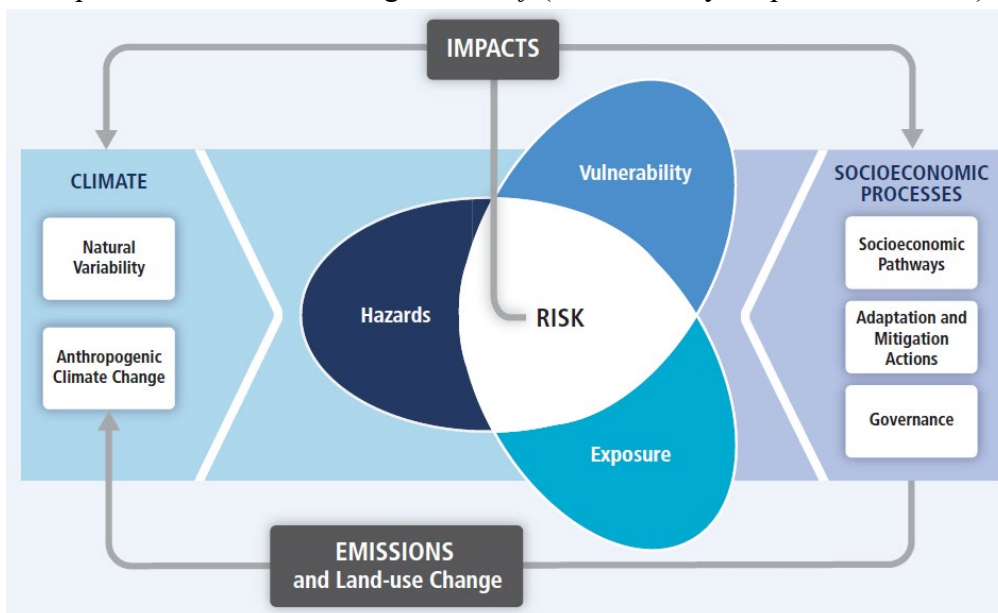 IMPACTS
CLIMATE
Natural
Variability
Anthropogenic
Climate Change
Vulnerability
Hazards
RISK
Exposure
SOCIOECONOMIC
PROCESSES
Socioeconomic
Pathways
Adaptation and
Mitigation
Actions
Governance
EMISSIONS
and Land-use Change